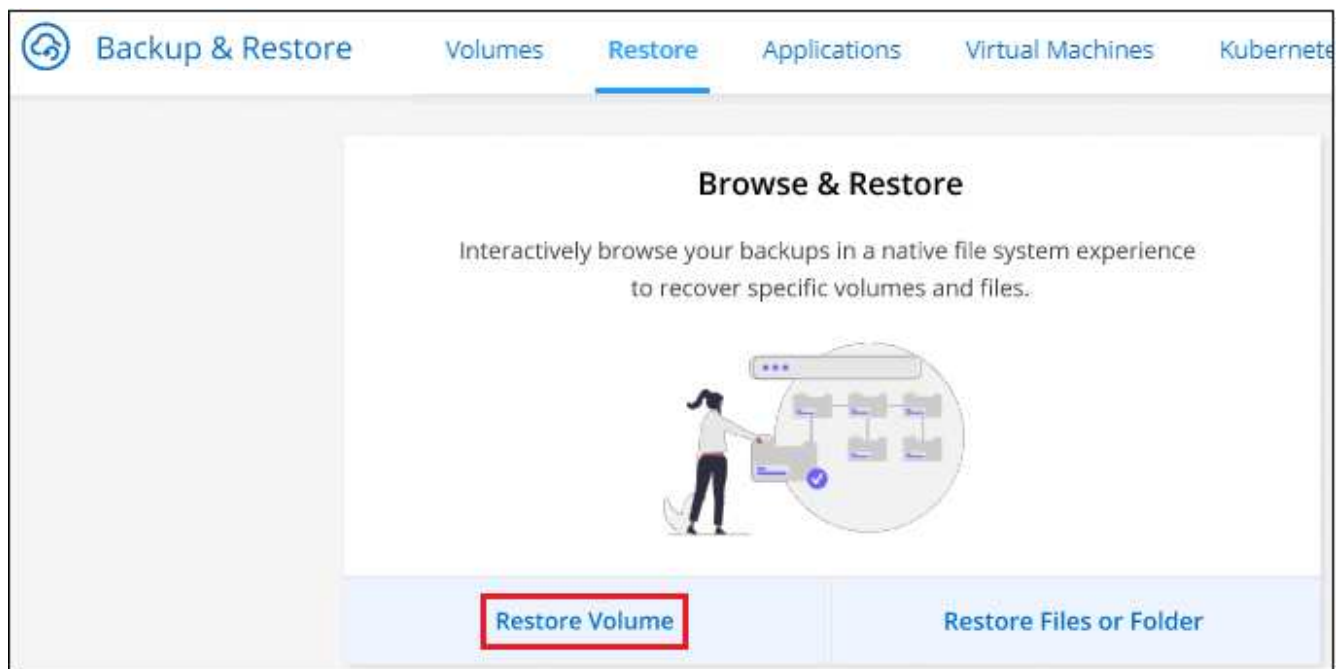 Backup & Restore Volumes Restore Applications Virtual Machines Kubernete
Browse & Restore
Interactively browse your backups in a native file system experience
to recover specific volumes and files.
Restore Volume Restore Files or Folder